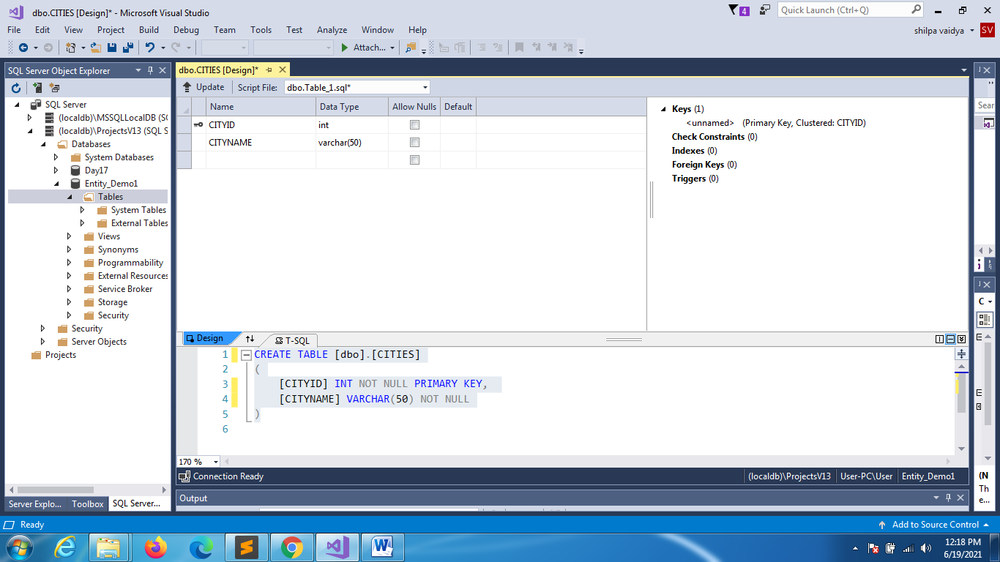 dbo.CITIES [Design]* - Microsoft Visual Studio
4
Quick Launch (Ctrl+Q)
File Edit View Project Build Debug Team Tools Test Analyze Window Help
shilpa vaidya SV
Attach...
SQL Server Object Explorer
SQL Server
(localdb)\MSSQLLocalDB (SQ
(localdb)\ProjectsV13 (SQL S
Databases
System Databases
Day17
Entity_Demo1
Tables
System Tables
External Tables
Views
Synonyms
Programmability
External Resources
Service Broker
Storage
Security
Security
Server Objects
Projects
Server Explo... Toolbox SQL Server...
dbo.CITIES [Design]*
Update Script File: dbo.Table_1.sql*
Name Data Type Allow Nulls Default
CITYID int
CITYNAME varchar(50)
Keys (1)
<unnamed> (Primary Key, Clustered: CITYID)
Check Constraints (0)
Indexes (0)
Foreign Keys (0)
Triggers (0)
Design T-SQL
1 CREATE TABLE [dbo].[CITIES]
2 (
3 [CITYID] INT NOT NULL PRIMARY KEY,
4 [CITYNAME] VARCHAR(50) NOT NULL
5 )
6
170 %
Connection Ready (localdb)\ProjectsV13 User-PC\User Entity_Demo1
Output
Sear
C
(N
Th
e...
Ready Add to Source Control
12:18 PM
6/19/2021